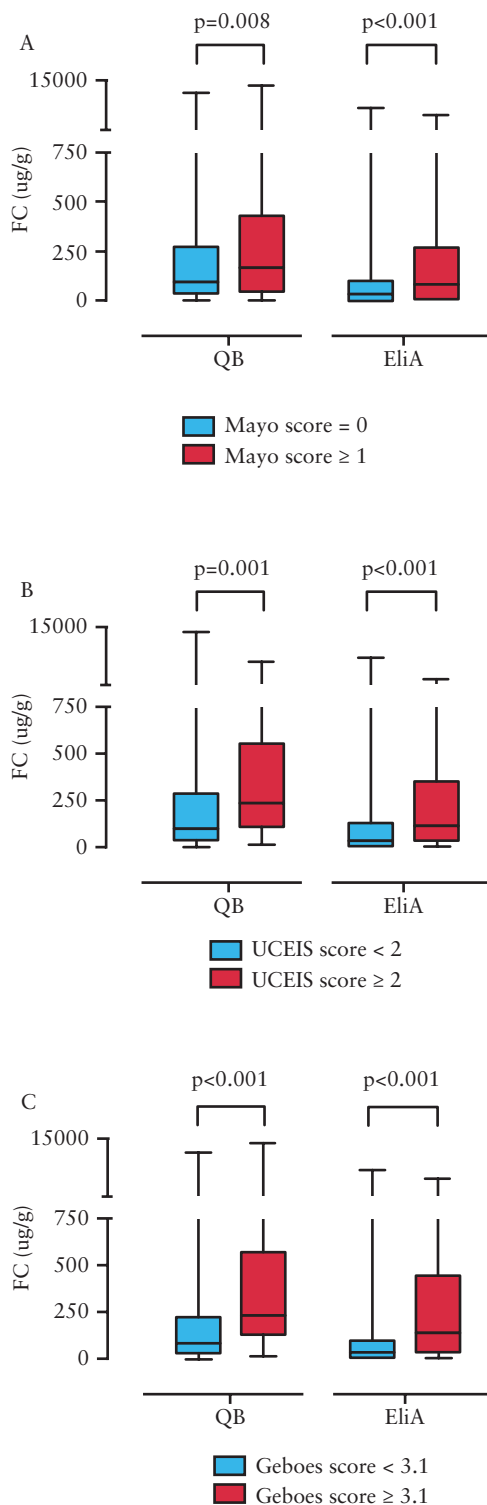 A
p=0.008
p<0.001
15000
750
500
250
0
FC (ug/g)
QB
EliA
Mayo score = 0
Mayo score ≥ 1
B
p=0.001
p<0.001
15000
750
500
250
0
FC (ug/g)
QB
EliA
UCEIS score < 2
UCEIS score ≥ 2
C
p<0.001
p<0.001
15000
750
500
250
0
FC (ug/g)
QB
EliA
Geboes score < 3.1
Geboes score ≥ 3.1